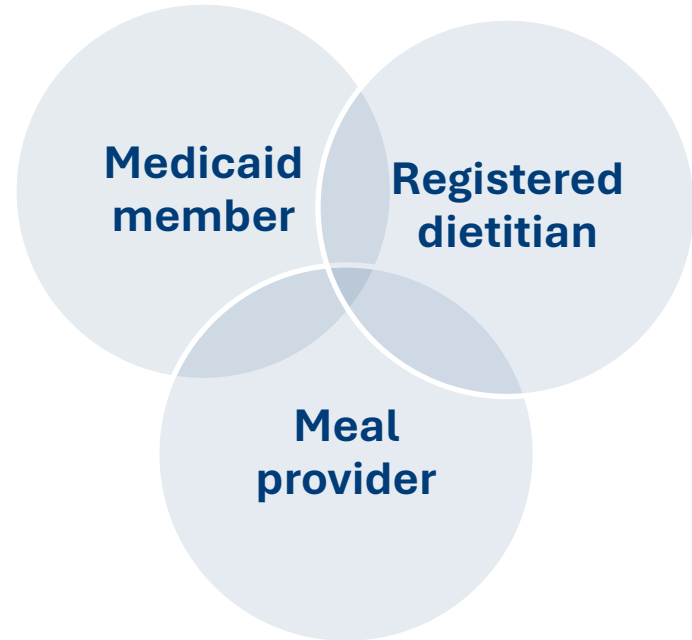 Medicaid
member
Registered
dietitian
Meal
provider